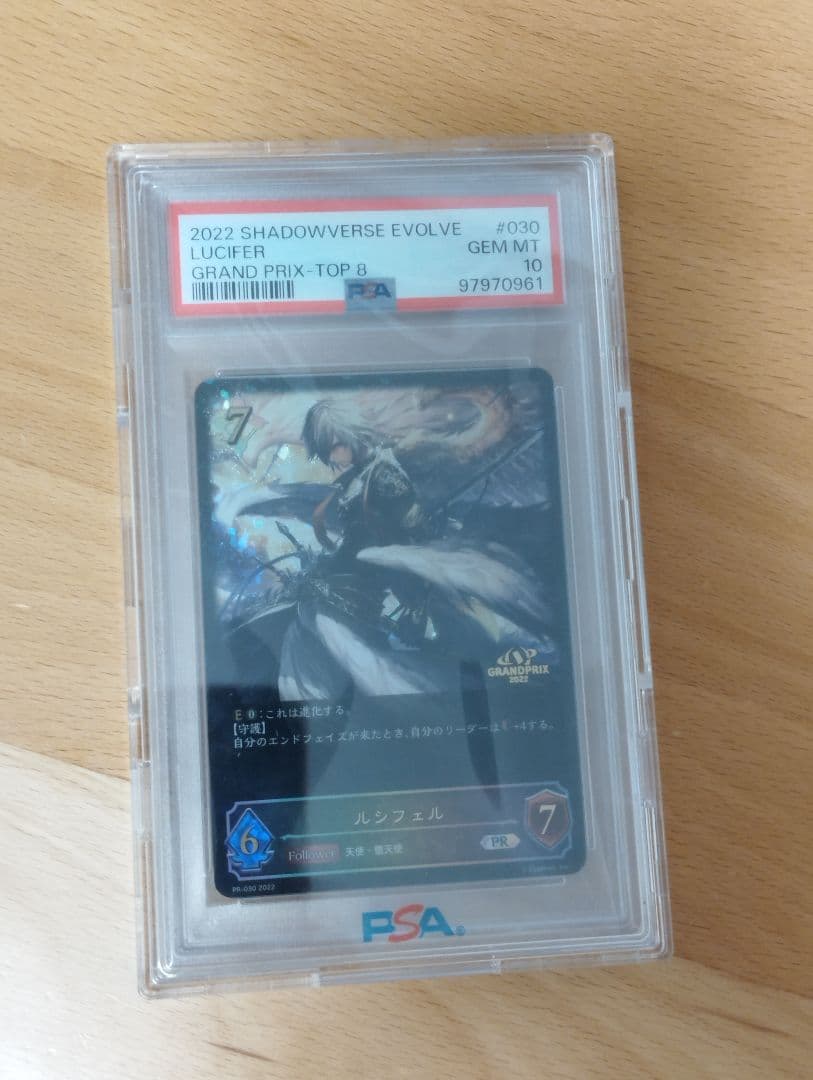 2022 SHADOWVERSE EVOLVE #030
LUCIFER GEM MT
GRAND PRIX-TOP 8 10
PSA 97970961
7
GRANDPRIX
2022
E 0:これは進化する。
【守護】
自分のエンドフェイズが来たとき、自分のリーダーは +4する。
ルシフェル
6 7
Follower 天使・堕天使 PR
PR-030 2022
PSA